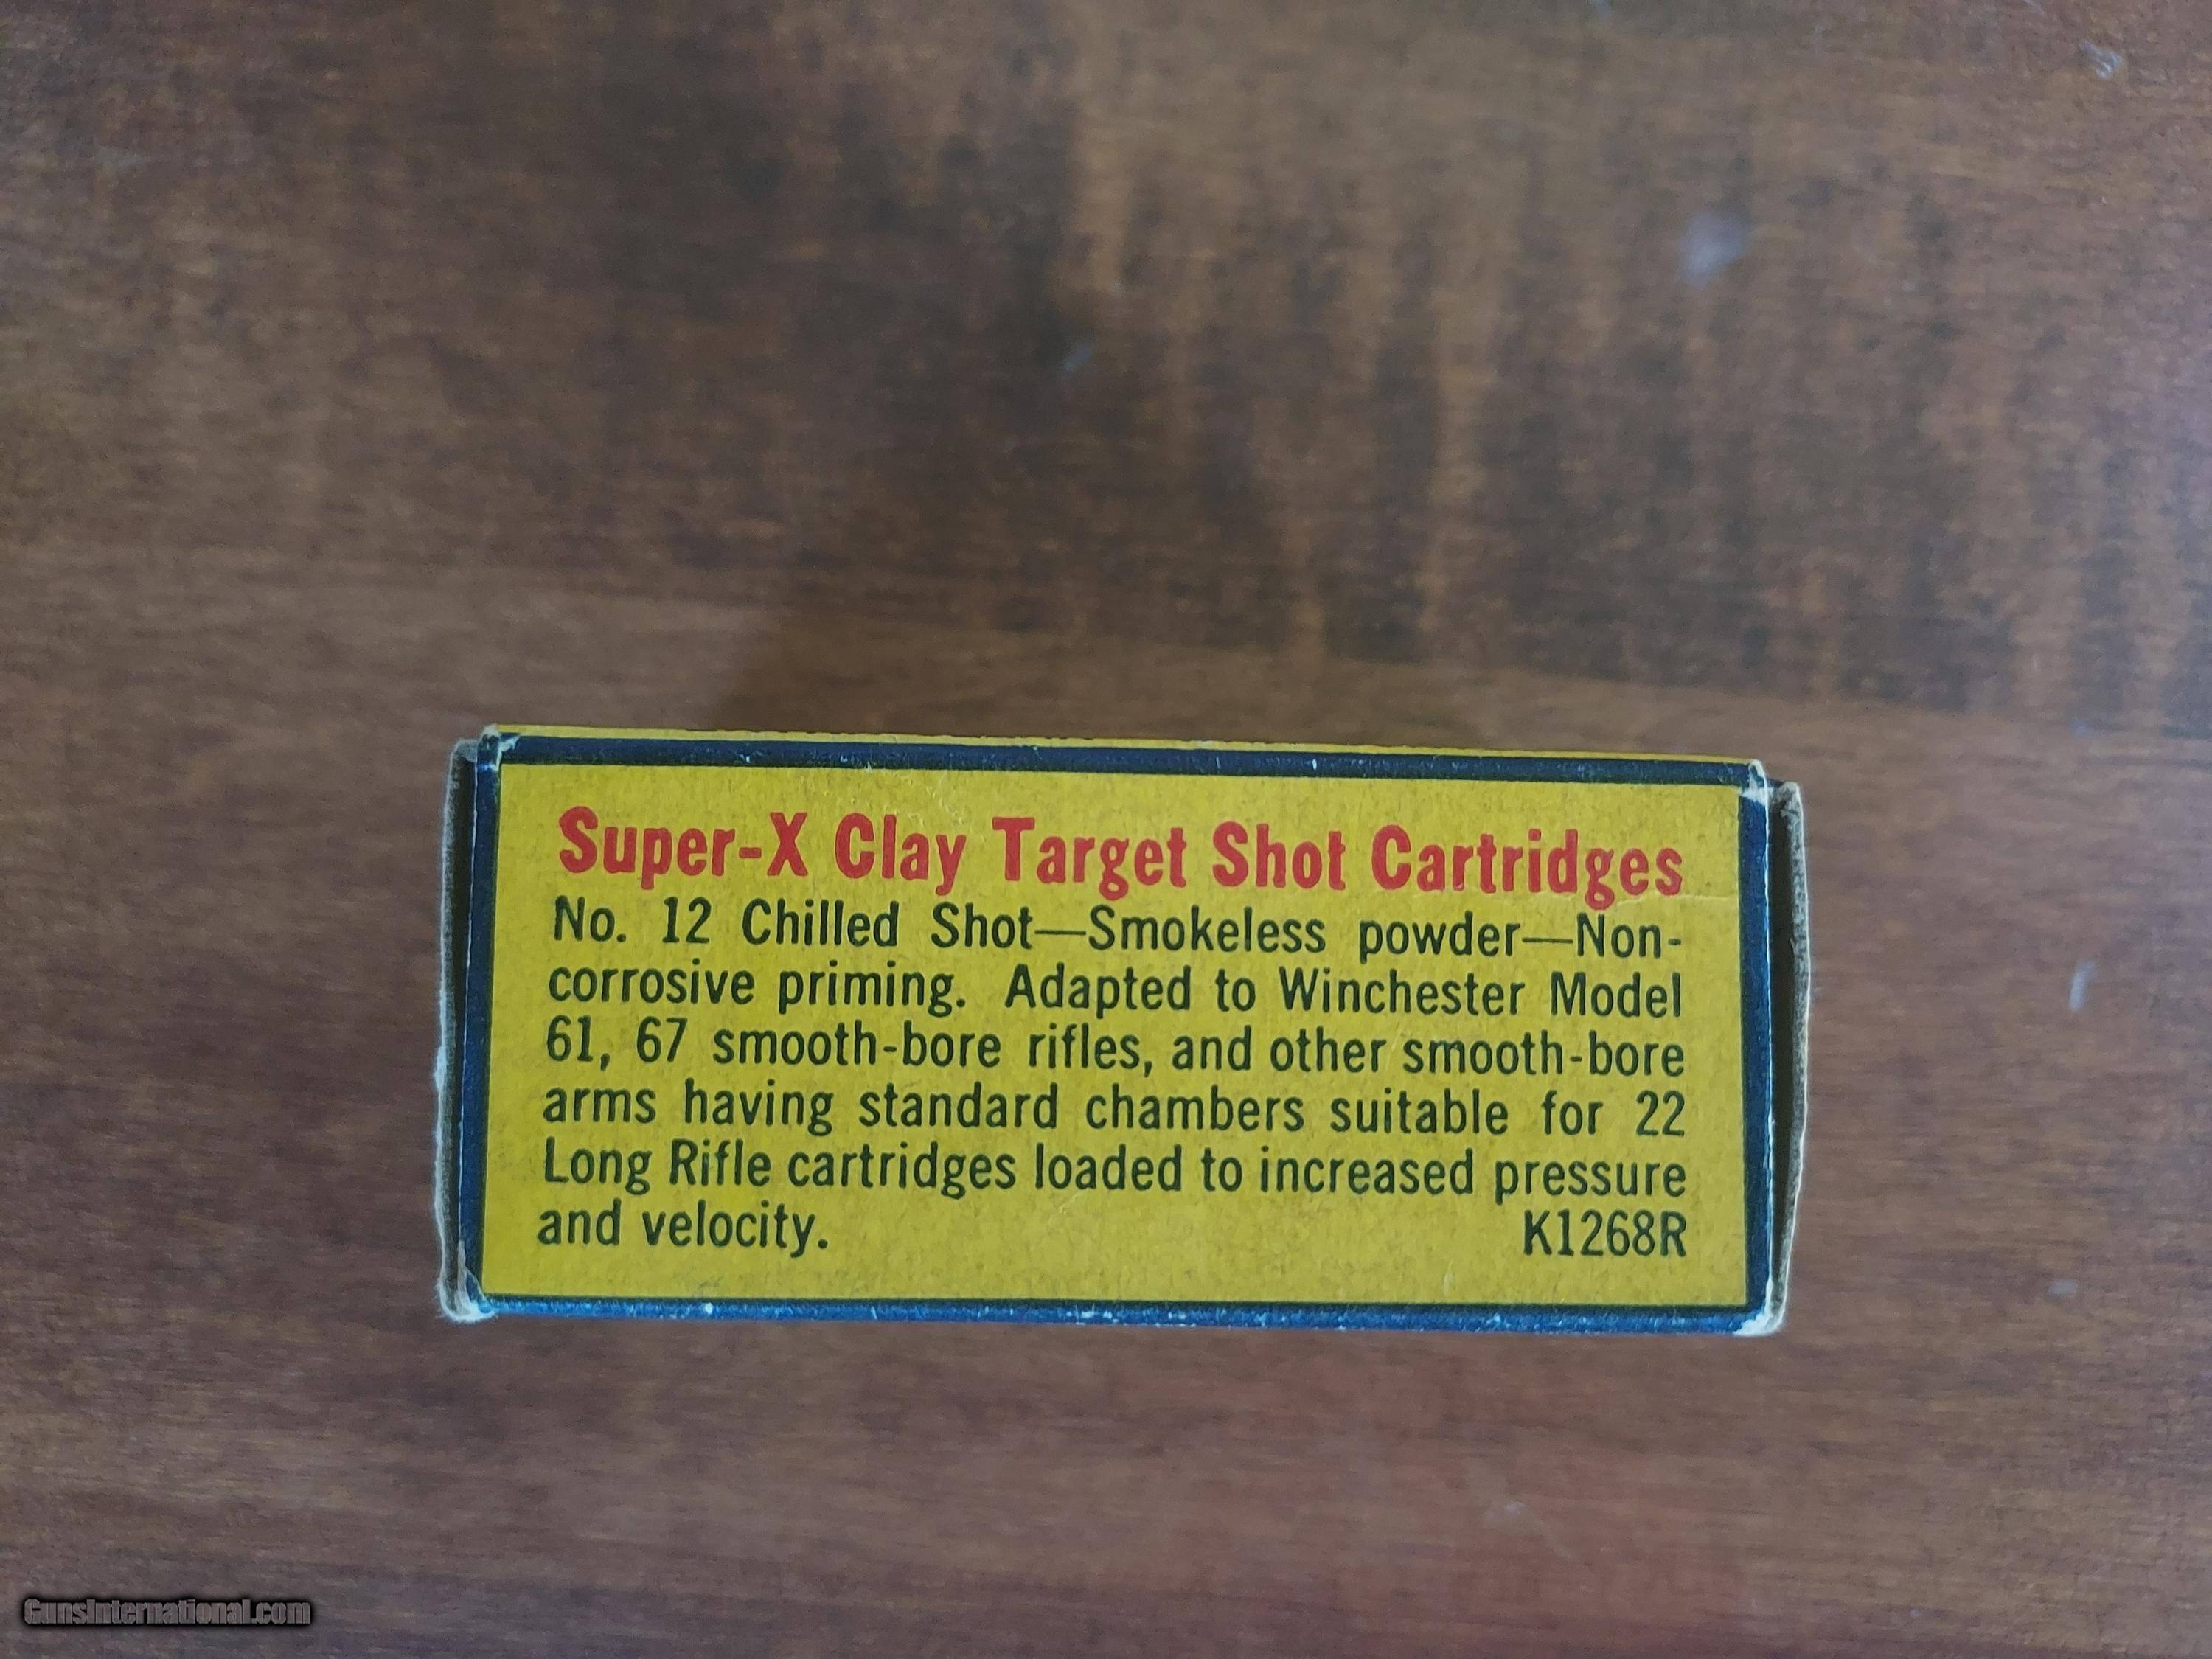 Super-X Clay Target Shot Cartridges
No. 12 Chilled Shot—Smokeless powder—Non-
corrosive priming. Adapted to Winchester Model
61, 67 smooth-bore rifles, and other smooth-bore
arms having standard chambers suitable for 22
Long Rifle cartridges loaded to increased pressure
and velocity. K1268R
GunsInternational.com